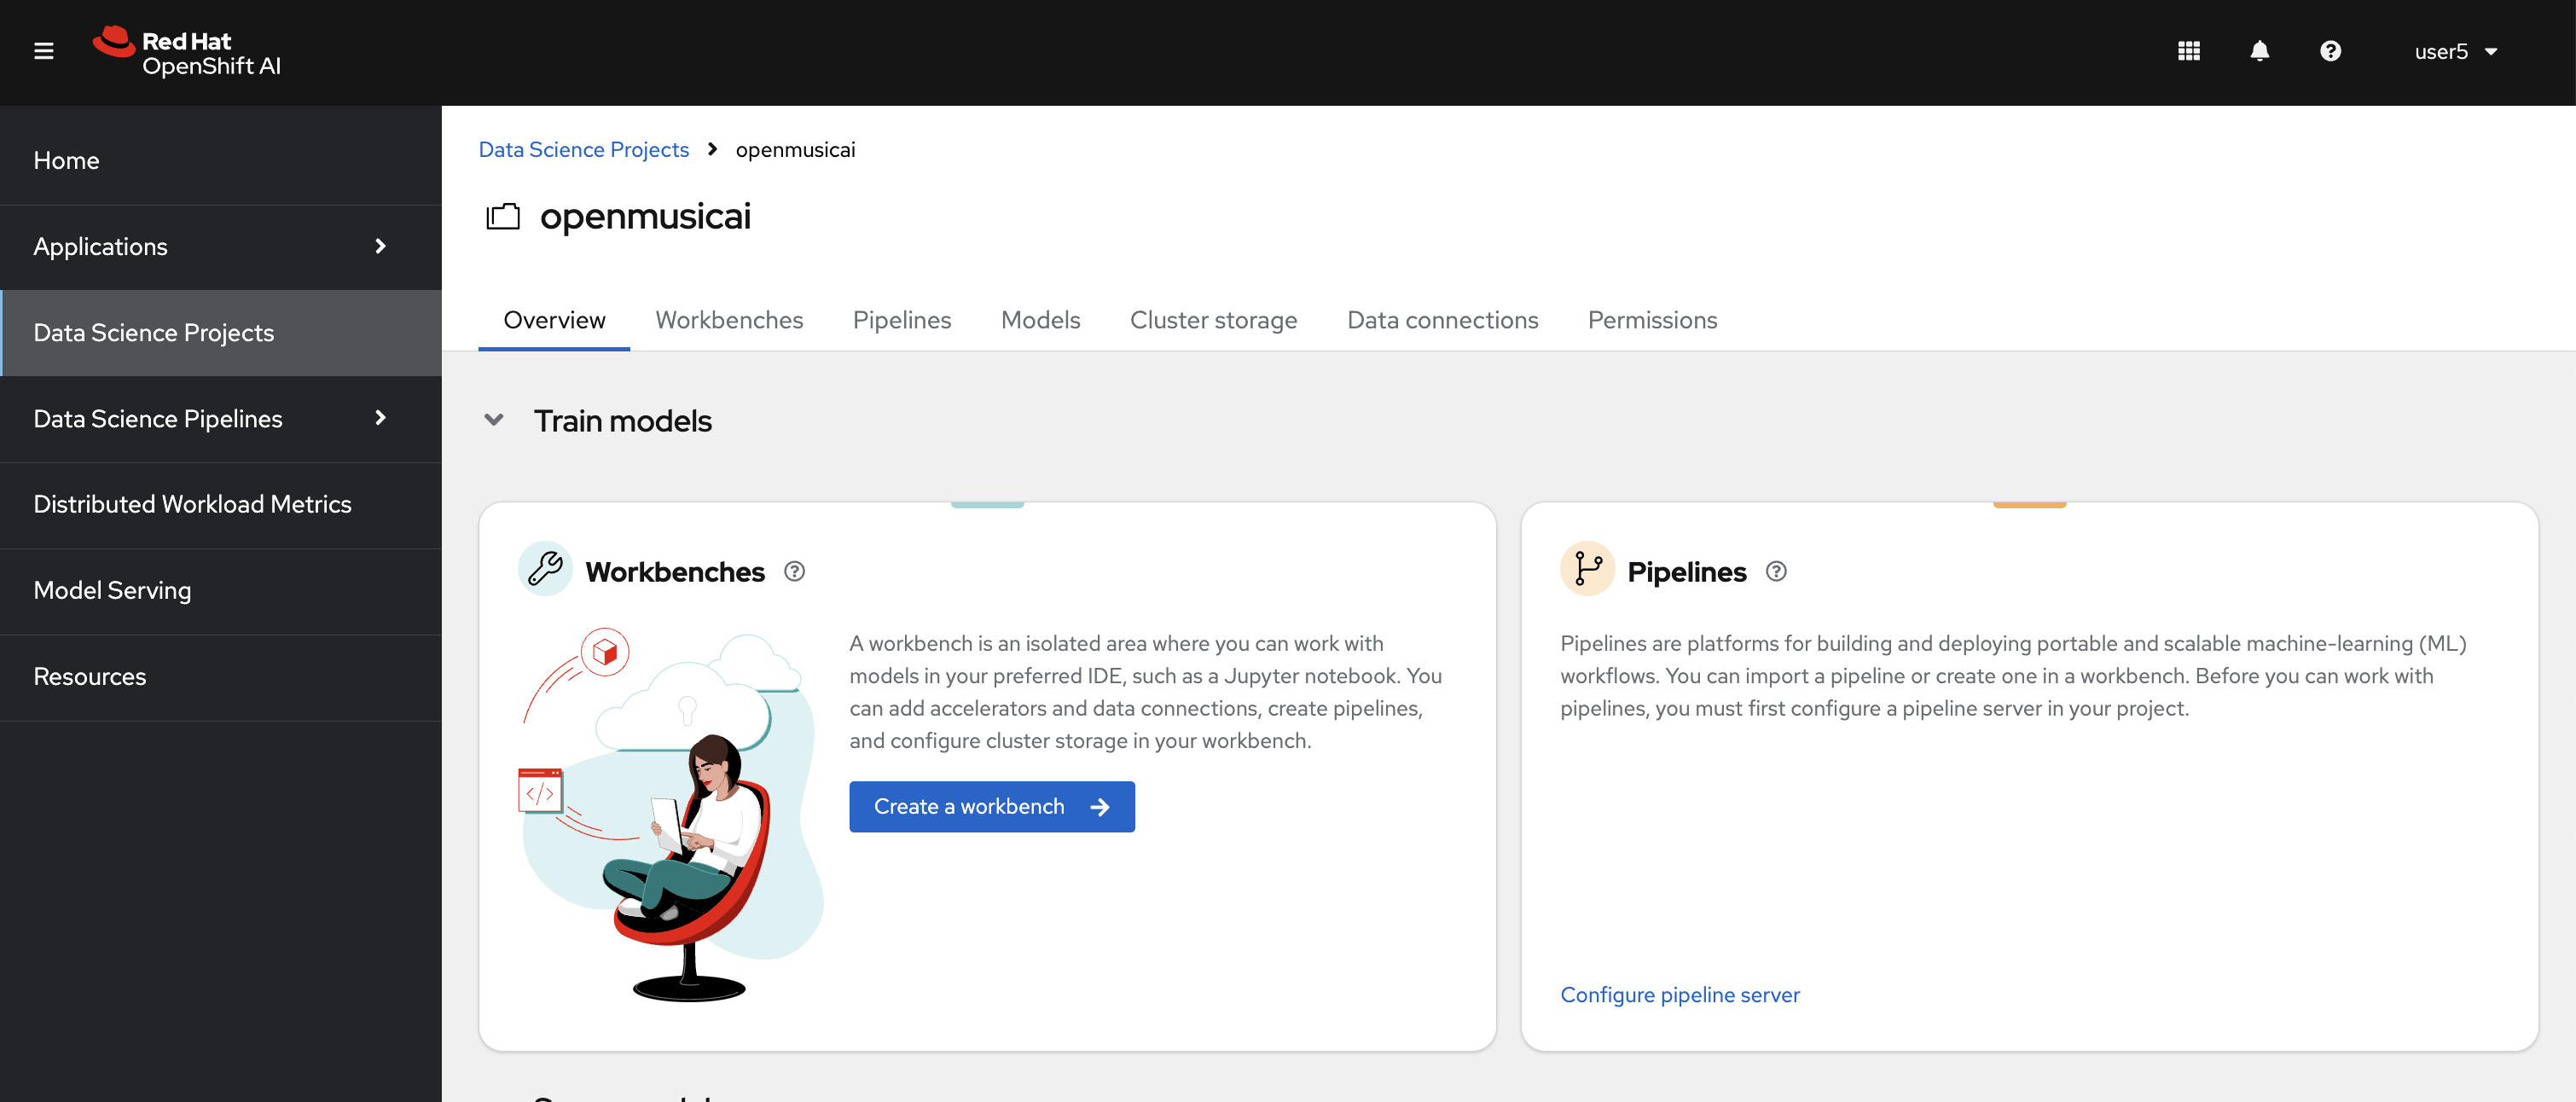 Red Hat
OpenShift AI
user5
Home
Applications
Data Science Projects
Data Science Pipelines
Distributed Workload Metrics
Model Serving
Resources
Data Science Projects openmusicai
openmusicai
Overview Workbenches Pipelines Models Cluster storage Data connections Permissions
Train models
Workbenches
A workbench is an isolated area where you can work with
models in your preferred IDE, such as a Jupyter notebook. You
can add accelerators and data connections, create pipelines,
and configure cluster storage in your workbench.
Create a workbench
Pipelines
Pipelines are platforms for building and deploying portable and scalable machine-learning (ML)
workflows. You can import a pipeline or create one in a workbench. Before you can work with
pipelines, you must first configure a pipeline server in your project.
Configure pipeline server